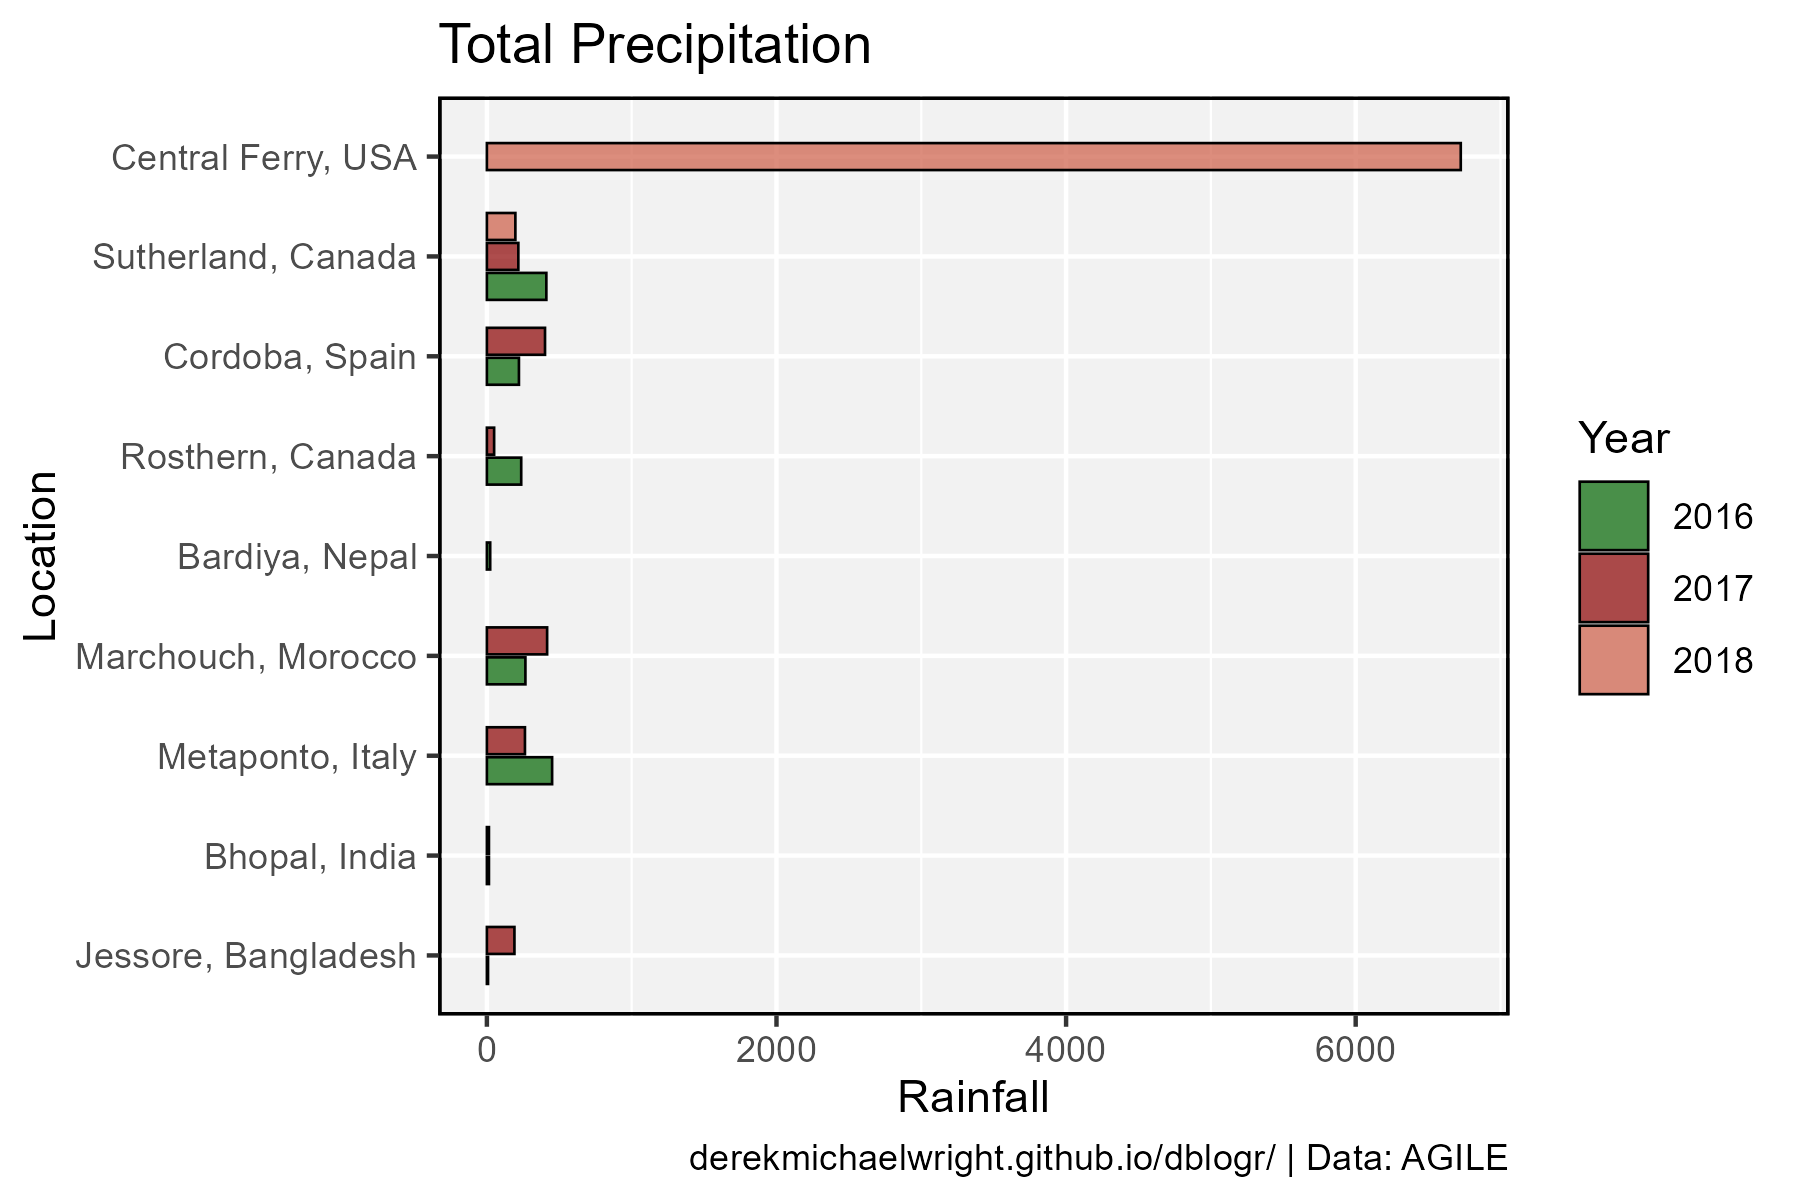 Total Precipitation
Location
Central Ferry, USA
Sutherland, Canada
Cordoba, Spain
Rosthern, Canada
Bardiya, Nepal
Marchouch, Morocco
Metaponto, Italy
Bhopal, India
Jessore, Bangladesh
0 2000 4000 6000
Rainfall
Year
2016
2017
2018
derekmichaelwright.github.io/dblogr/ | Data: AGILE